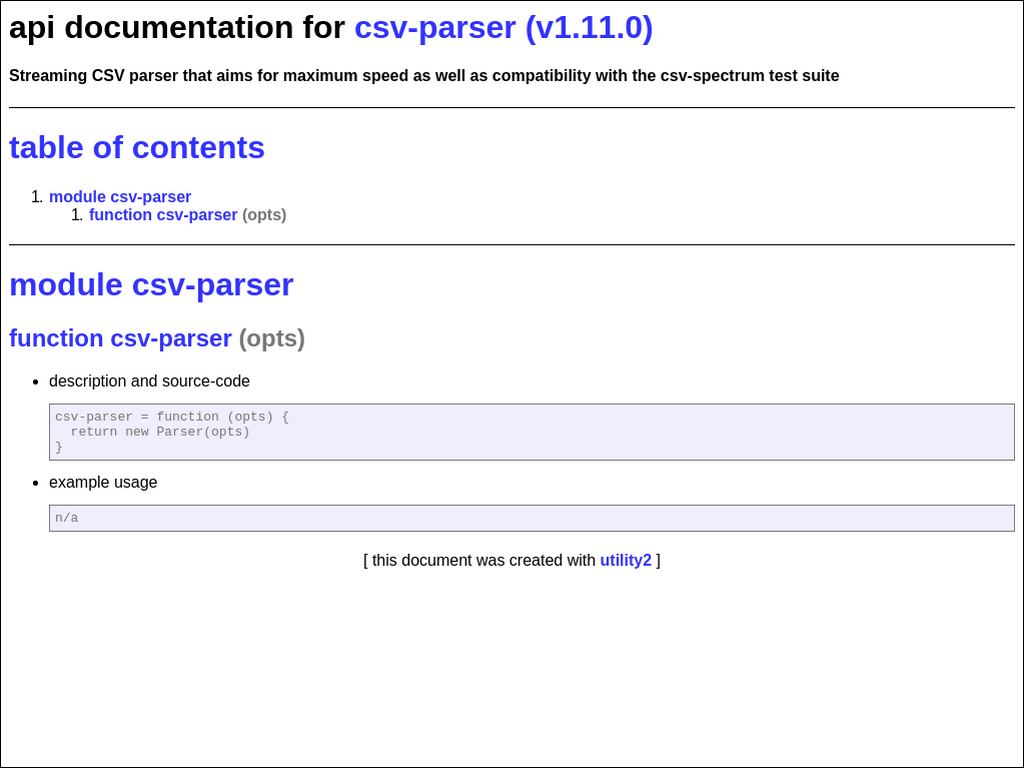 api documentation for csv-parser (v1.11.0)
Streaming CSV parser that aims for maximum speed as well as compatibility with the csv-spectrum test suite
table of contents
1. module csv-parser
1. function csv-parser (opts)
module csv-parser
function csv-parser (opts)
• description and source-code
csv-parser = function (opts) {
  return new Parser(opts)
}
• example usage
n/a
[ this document was created with utility2 ]